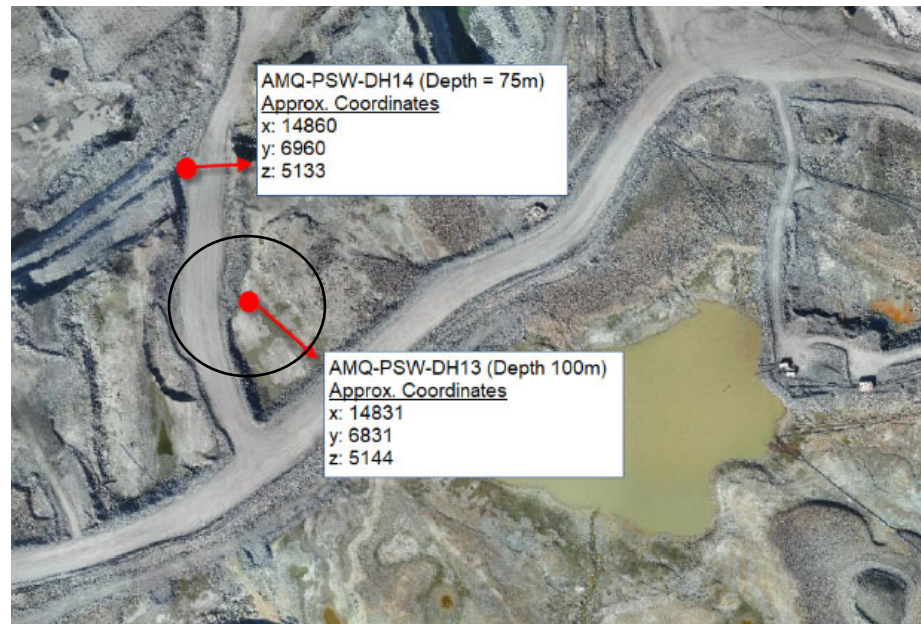 AMQ-PSW-DH14 (Depth = 75m)
Approx. Coordinates
x: 14860
y: 6960
z: 5133
AMQ-PSW-DH13 (Depth 100m)
Approx. Coordinates
x: 14831
y: 6831
z: 5144